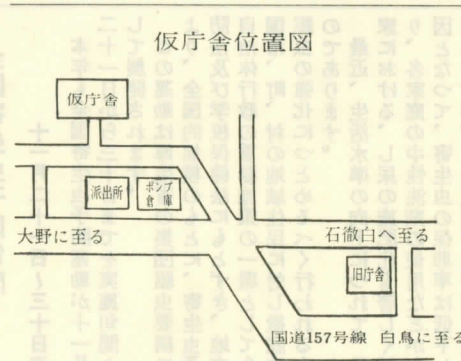 仮庁舎位置図
仮庁舎
派出所
ポンプ
倉庫
大野に至る
石徹白へ至る
旧庁舎
国道157号線 白鳥に至る